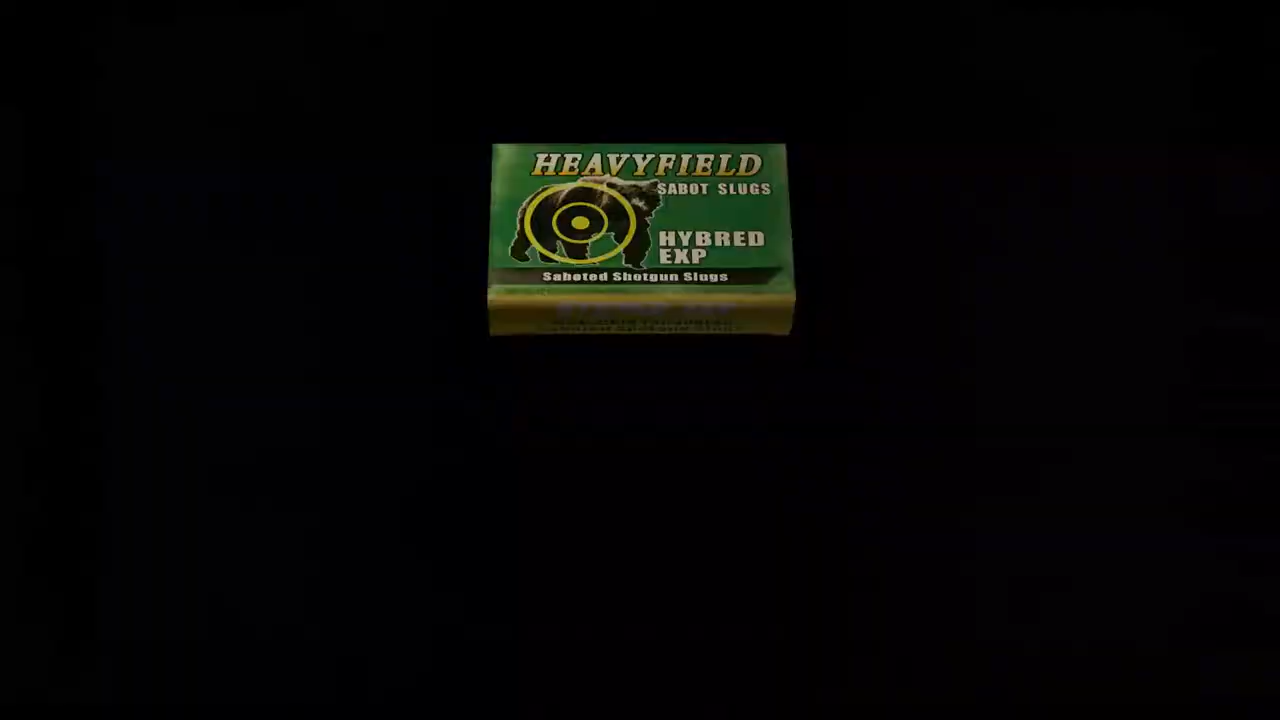 HEAVYFIELD
SABOT SLUGS
HYBRED
EXP
Saboted Shotgun Slugs